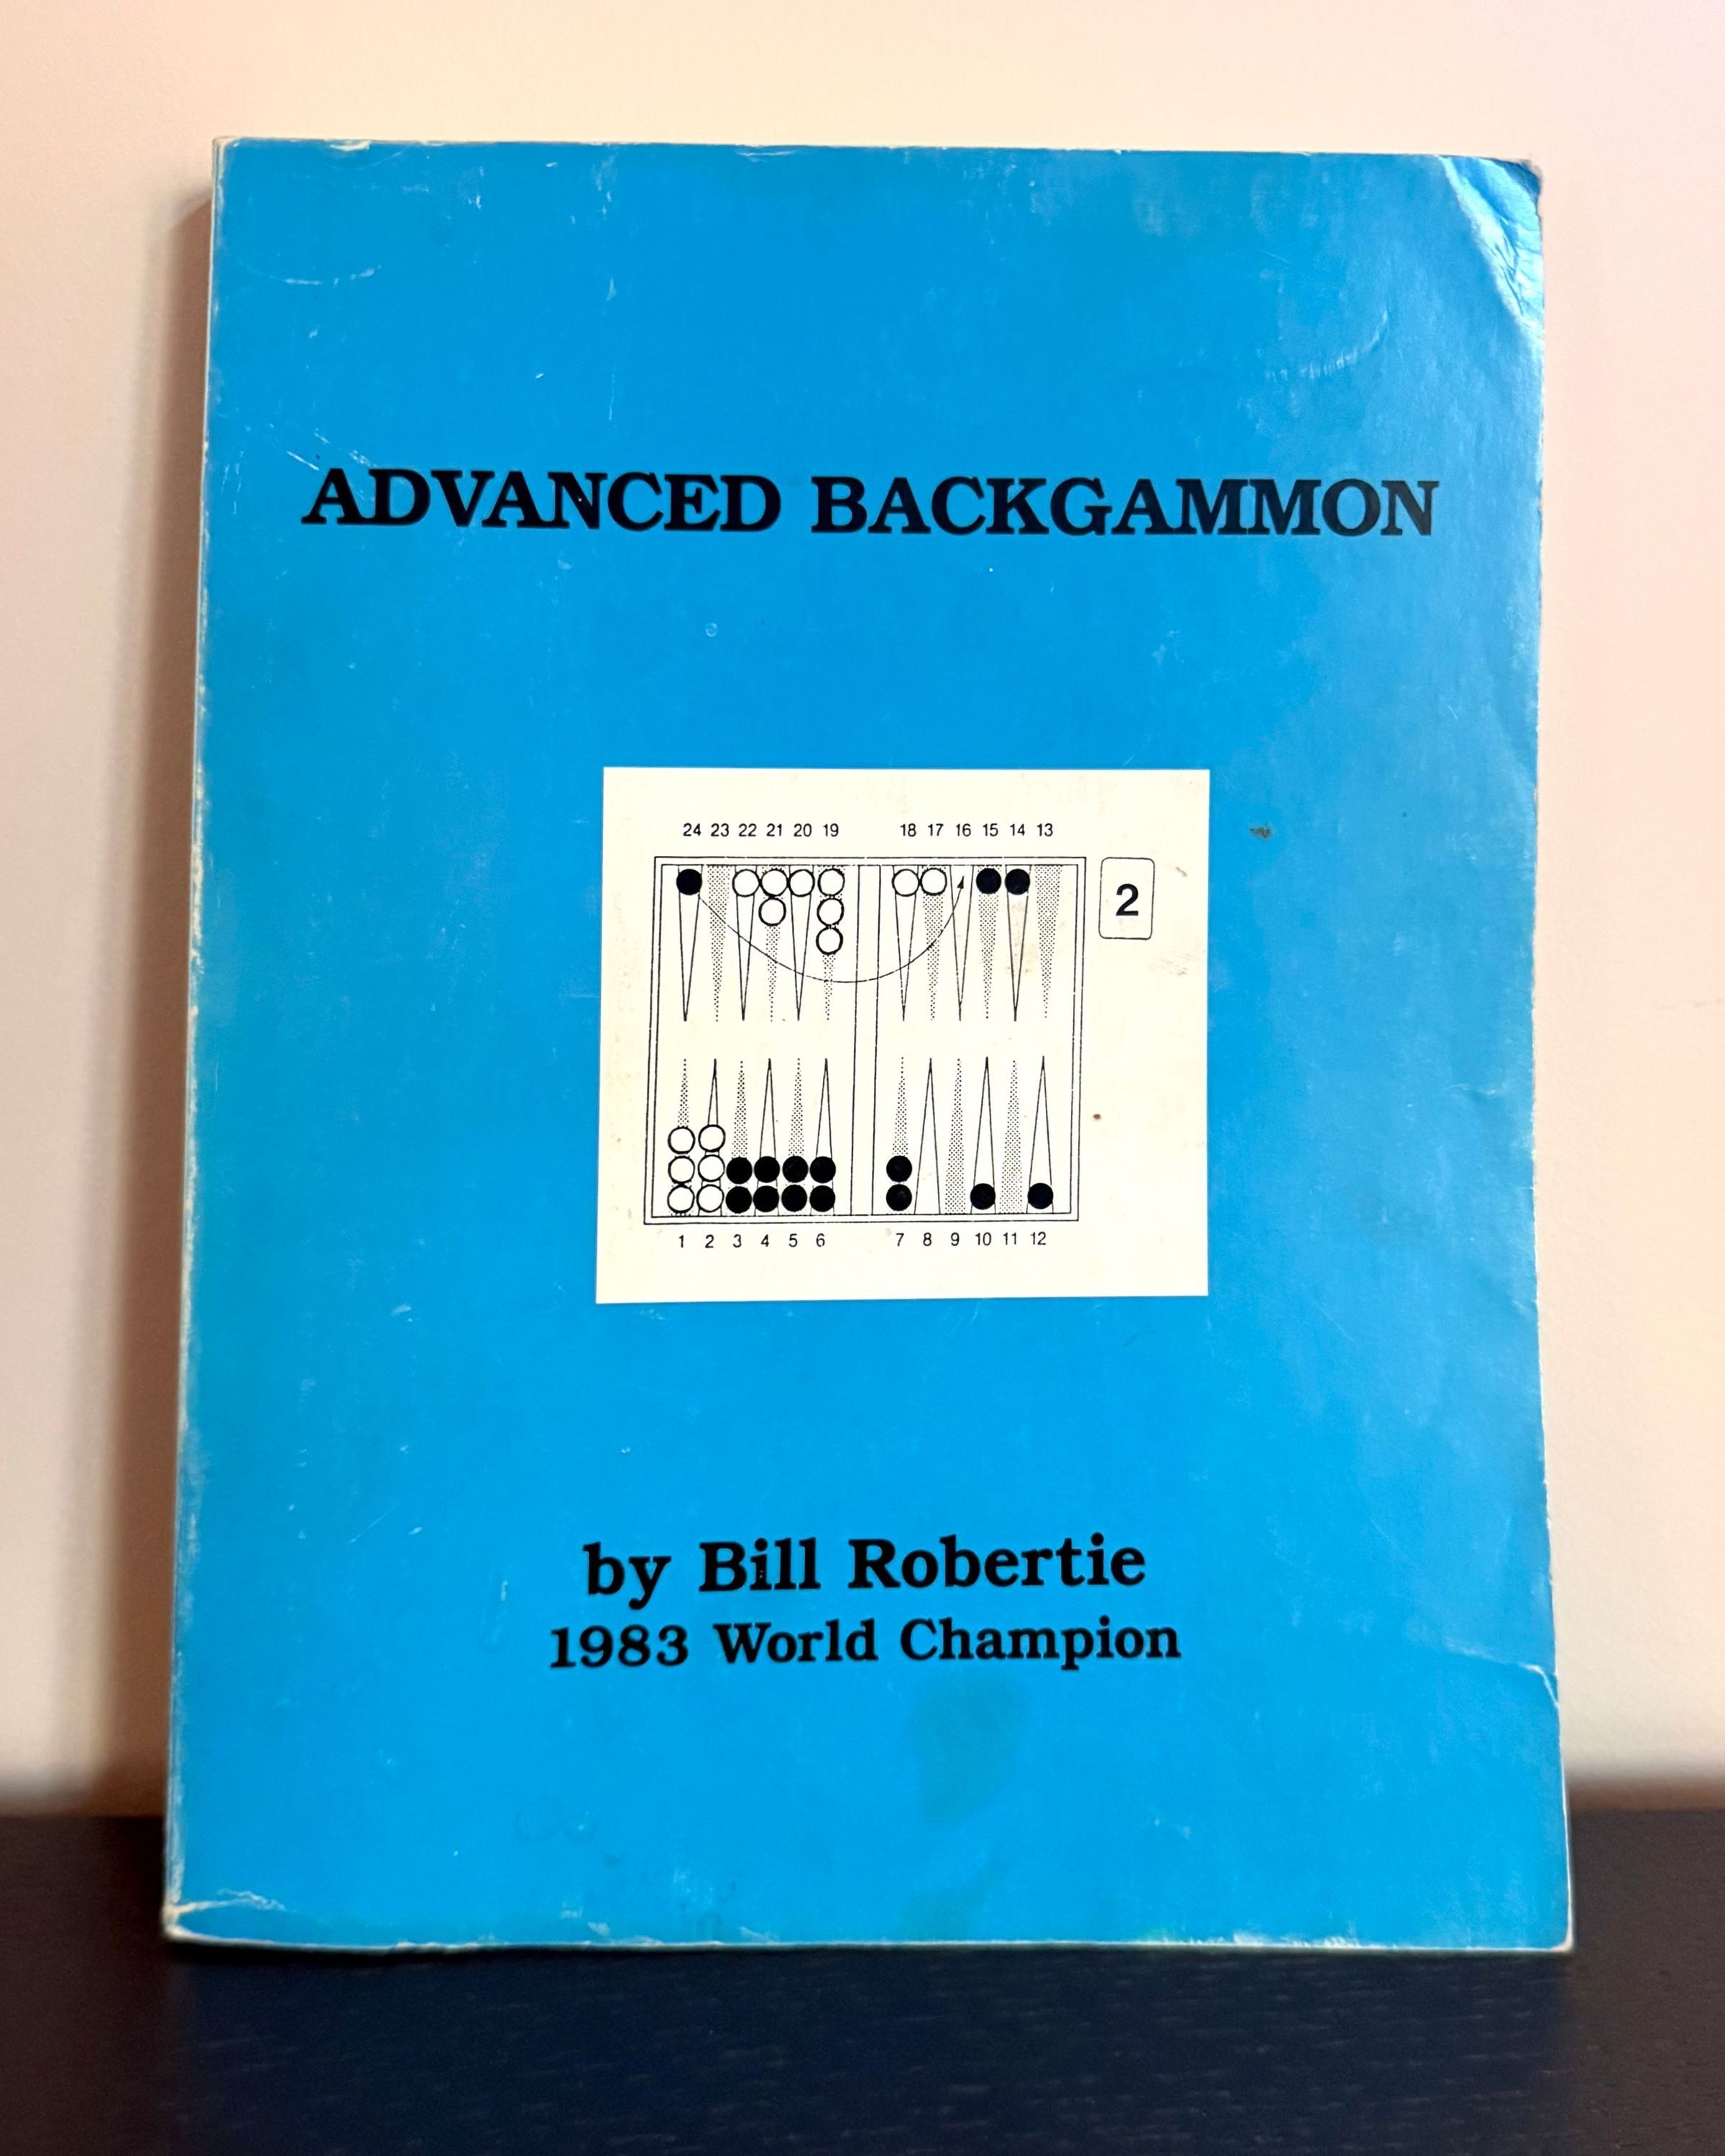 ADVANCED BACKGAMMON
24 23 22 21 20 19 18 17 16 15 14 13
2
1 2 3 4 5 6 7 8 9 10 11 12
by Bill Robertie
1983 World Champion